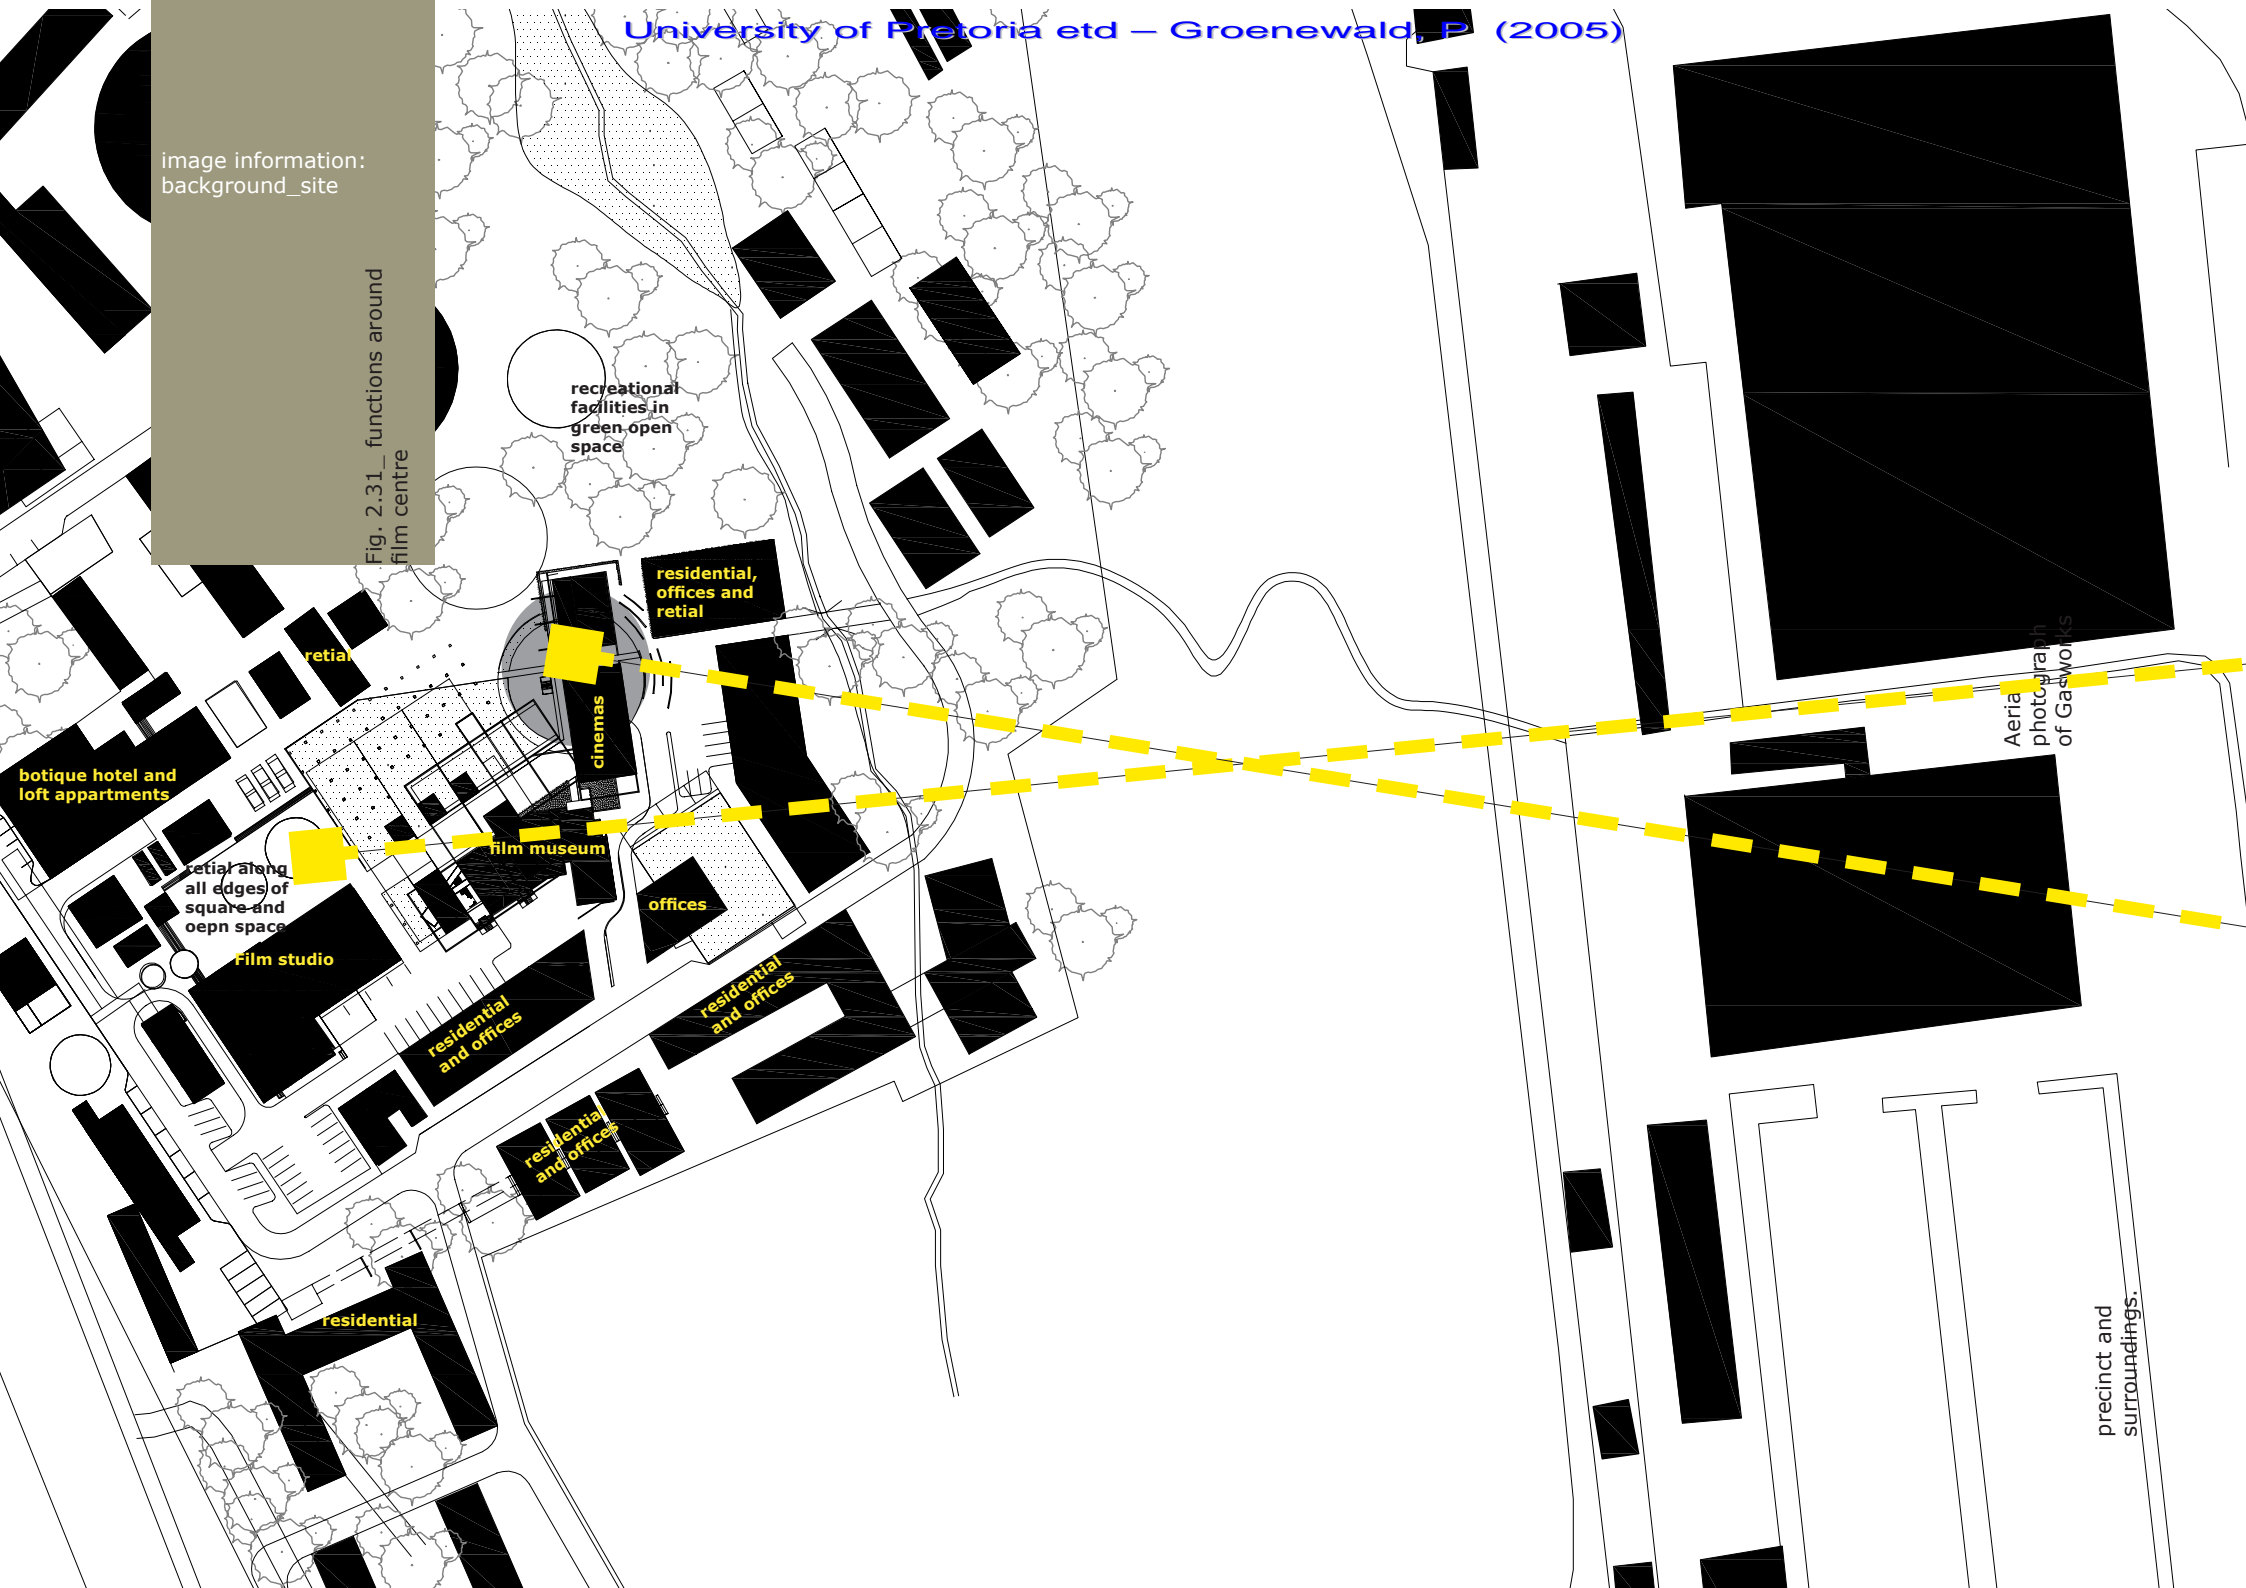 University of Pretoria etd – Groenewald, P (2005)
image information:
background_site
Fig. 2.31_ functions around
film centre
recreational
facilities in
green open
space
residential,
offices and
retial
retial
cinemas
botique hotel and
loft appartments
film museum
retial along
all edges of
square and
oepn space
offices
Film studio
residential
and offices
residential
and offices
residential
and offices
residential
Aerial
photograph
of Gasworks
precinct and
surroundings.